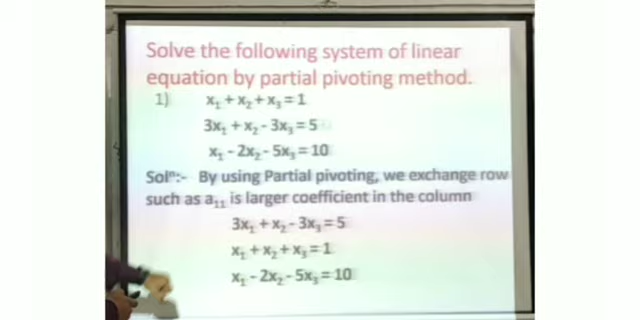 Solve the following system of linear
equation by partial pivoting method.
1) x₁ + x₂ + x₃ = 1
3x₁ + x₂ - 3x₃ = 5
x₁ - 2x₂ - 5x₃ = 10
Solⁿ:- By using Partial pivoting, we exchange row
such as a₁₁ is larger coefficient in the column
3x₁ + x₂ - 3x₃ = 5
x₁ + x₂ + x₃ = 1
x₁ - 2x₂ - 5x₃ = 10